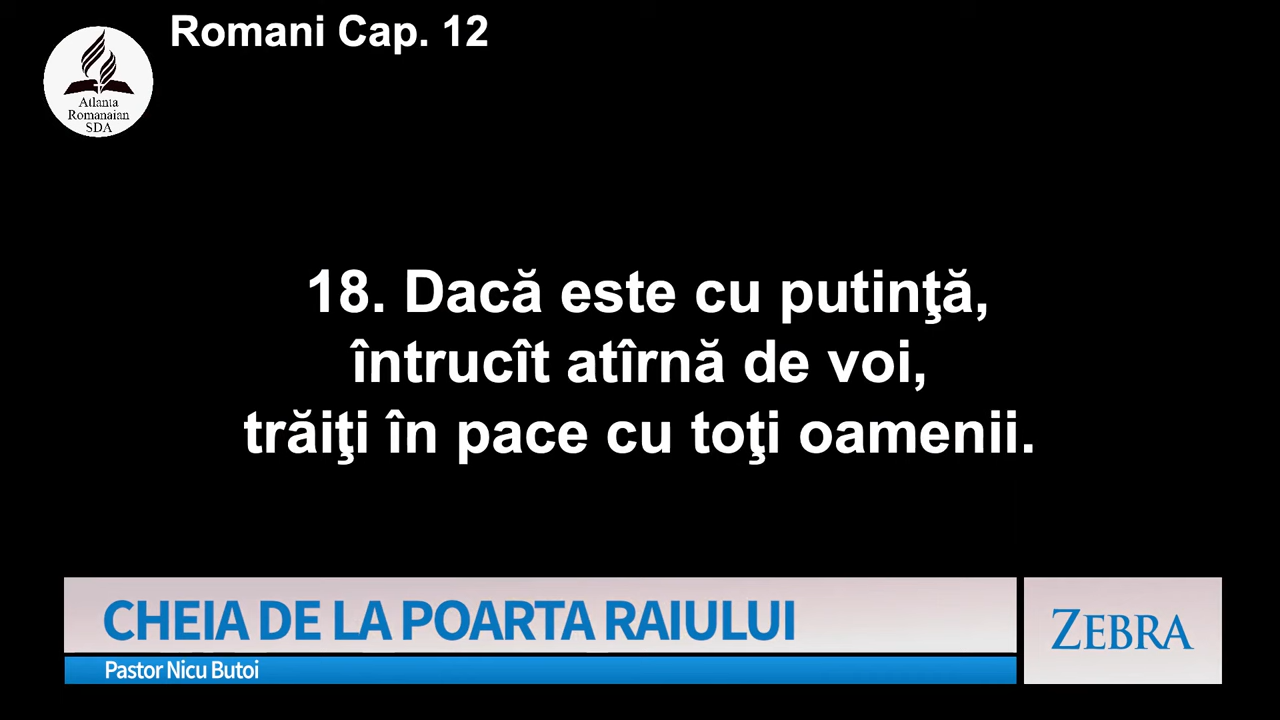 Romani Cap. 12
Atlanta
Romanaian
SDA
18. Dacă este cu putinţă,
întrucît atîrnă de voi,
trăiţi în pace cu toţi oamenii.
CHEIA DE LA POARTA RAIULUI
Pastor Nicu Butoi
ZEBRA